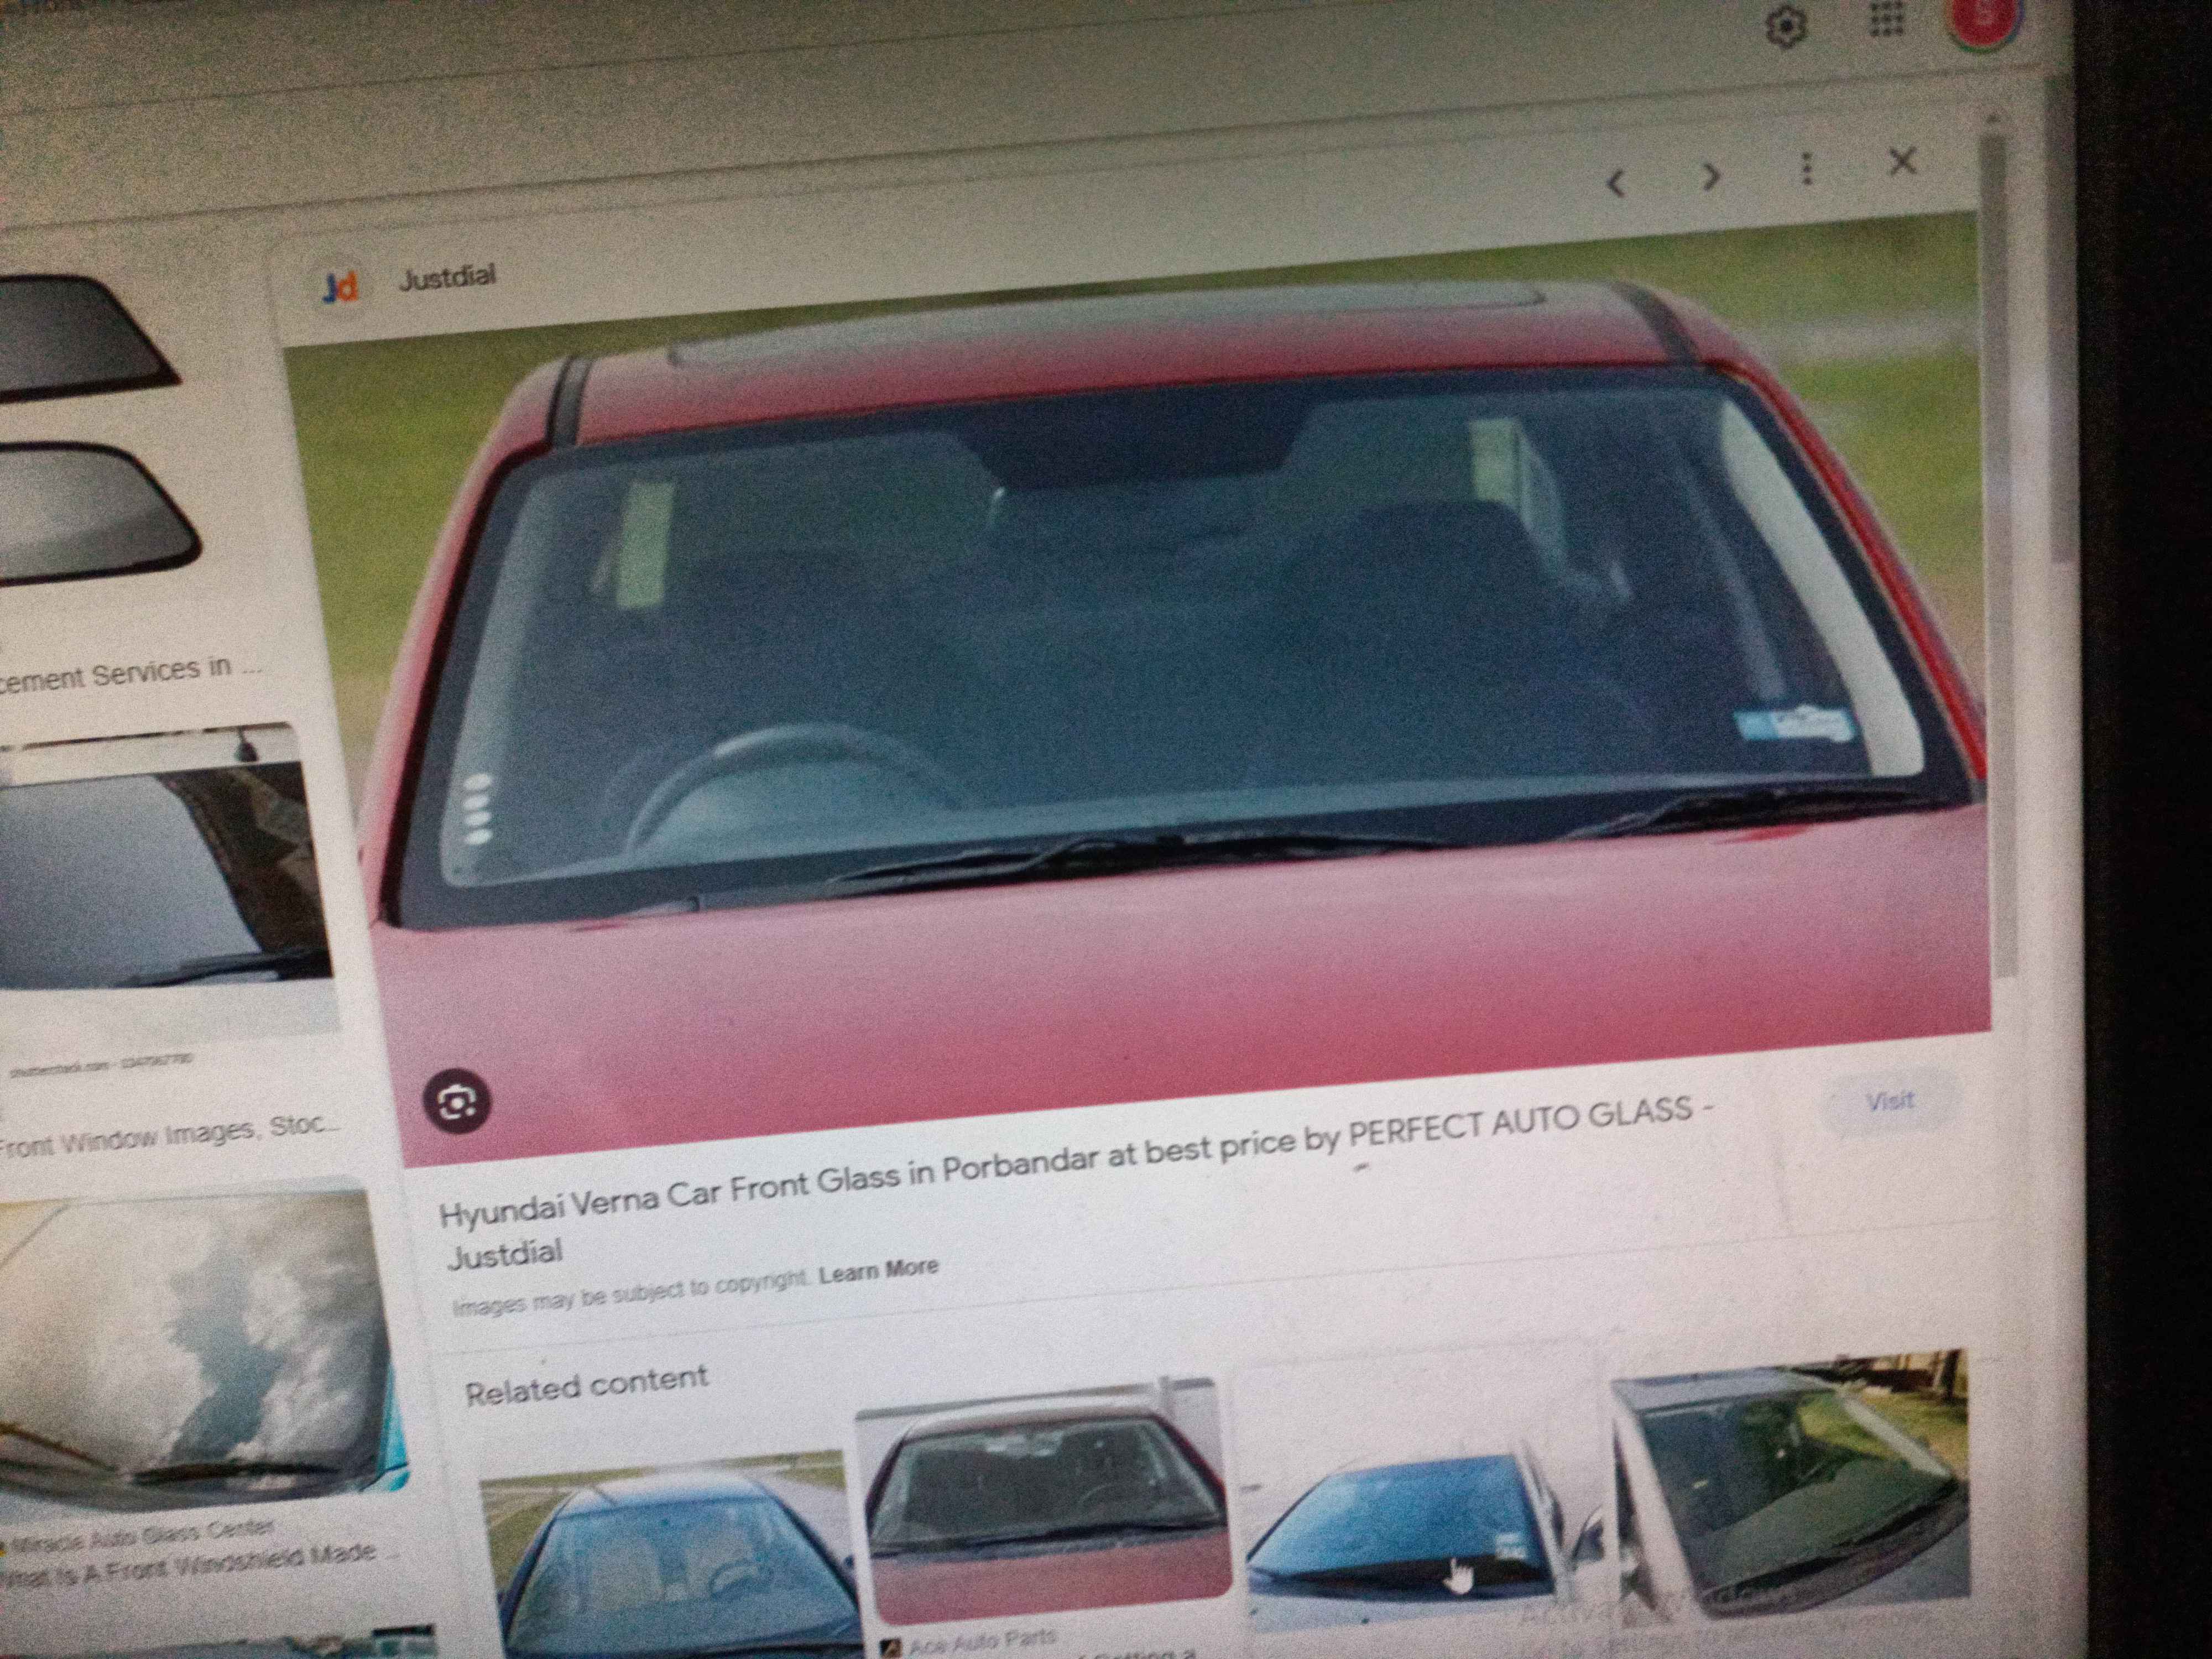 Jd Justdial
cement Services in ...
Front Window Images, Stoc...
Miracle Auto Glass Center
What Is A Front Windshield Made ...
Hyundai Verna Car Front Glass in Porbandar at best price by PERFECT AUTO GLASS -
Justdial
Visit
Images may be subject to copyright. Learn More
Related content
Ace Auto Parts